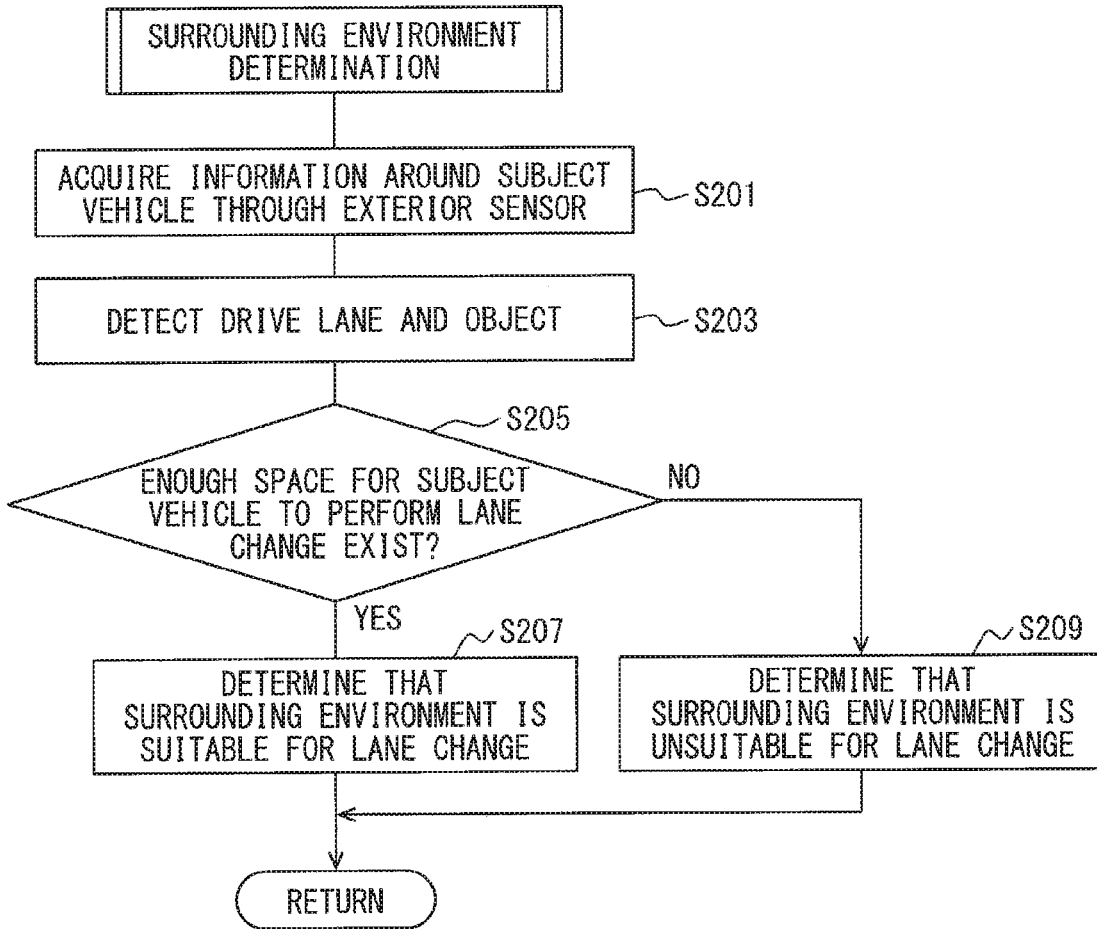 SURROUNDING ENVIRONMENT
DETERMINATION
ACQUIRE INFORMATION AROUND SUBJECT
VEHICLE THROUGH EXTERIOR SENSOR
S201
DETECT DRIVE LANE AND OBJECT
S203
S205
ENOUGH SPACE FOR SUBJECT
VEHICLE TO PERFORM LANE
CHANGE EXIST?
NO
YES
S207
DETERMINE THAT
SURROUNDING ENVIRONMENT IS
SUITABLE FOR LANE CHANGE
S209
DETERMINE THAT
SURROUNDING ENVIRONMENT IS
UNSUITABLE FOR LANE CHANGE
RETURN